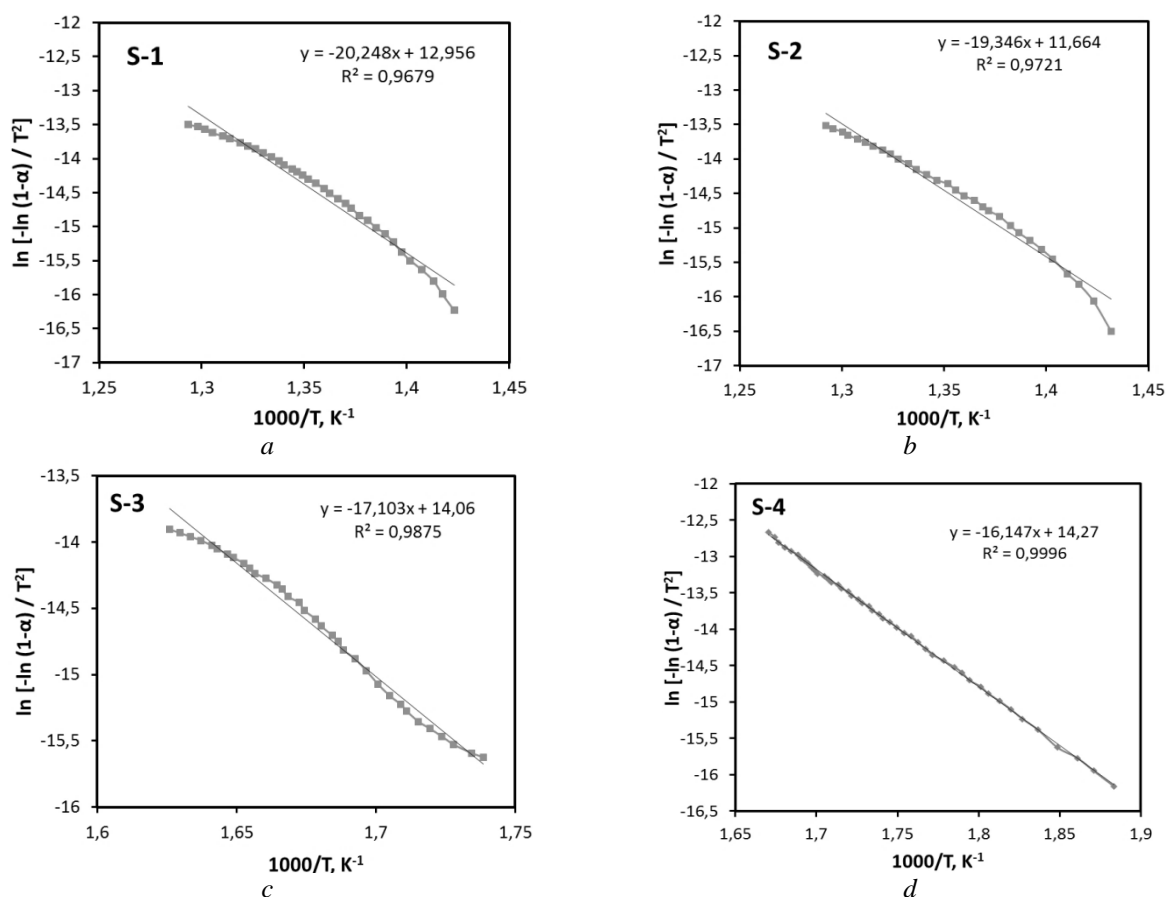 S-1
y = -20,248x + 12,956
R² = 0,9679
ln [-ln (1-α) / T²]
-12
-12,5
-13
-13,5
-14
-14,5
-15
-15,5
-16
-16,5
-17
1,25 1,3 1,35 1,4 1,45
1000/T, K⁻¹
a
S-2
y = -19,346x + 11,664
R² = 0,9721
ln [-ln (1-α) / T²]
-12
-12,5
-13
-13,5
-14
-14,5
-15
-15,5
-16
-16,5
-17
1,25 1,3 1,35 1,4 1,45
1000/T, K⁻¹
b
S-3
y = -17,103x + 14,06
R² = 0,9875
ln [-ln (1-α) / T²]
-13,5
-14
-14,5
-15
-15,5
-16
1,6 1,65 1,7 1,75
1000/T, K⁻¹
c
S-4
y = -16,147x + 14,27
R² = 0,9996
ln [-ln (1-α) / T²]
-12
-12,5
-13
-13,5
-14
-14,5
-15
-15,5
-16
-16,5
1,65 1,7 1,75 1,8 1,85 1,9
1000/T, K⁻¹
d